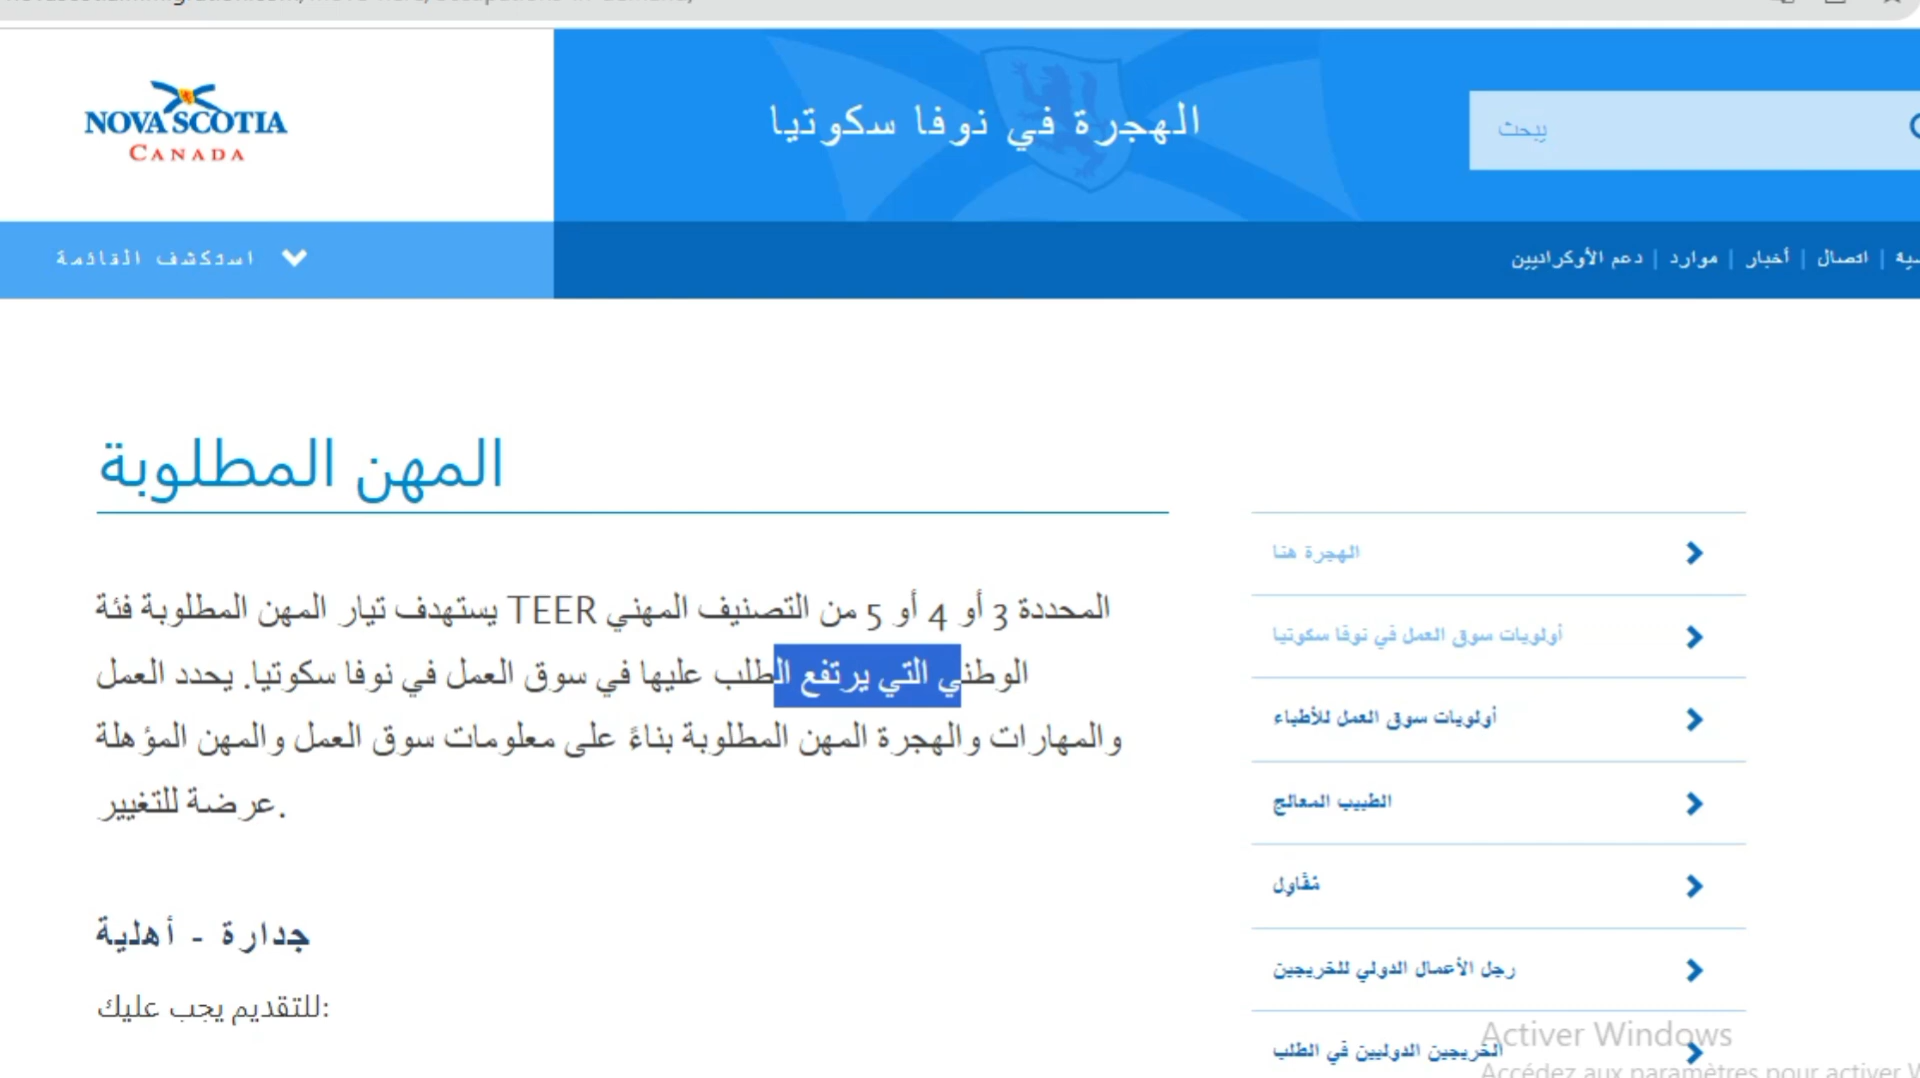 NOVA SCOTIA
CANADA
الهجرة في نوفا سكوتيا
يبحث
استكشف القائمة
اتصال | أخبار | موارد | دعم الأوكرانيين
المهن المطلوبة
يستهدف تيار المهن المطلوبة فئة TEER المحددة 3 أو 4 أو 5 من التصنيف المهني
الوطني التي يرتفع الطلب عليها في سوق العمل في نوفا سكوتيا. يحدد العمل
والمهارات والهجرة المهن المطلوبة بناءً على معلومات سوق العمل والمهن المؤهلة
عرضة للتغيير.
جدارة - أهلية
للتقديم يجب عليك:
الهجرة هنا
أولويات سوق العمل في نوفا سكوتيا
أولويات سوق العمل للأطباء
الطبيب المعالج
مُقَاوِل
رجل الأعمال الدولي للخريجين
الخريجين الدوليين في الطلب
Activer Windows
Accédez aux paramètres pour activer